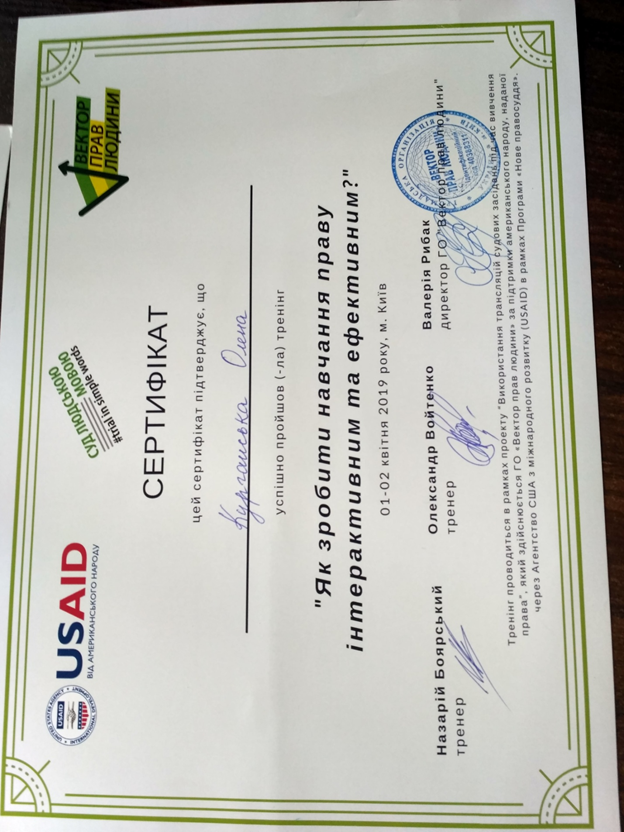 USAID
ВІД АМЕРИКАНСЬКОГО НАРОДУ
СУД ЛЮДСЬКОЮ
МОВОЮ
#trial in simple words
ВЕКТОР
ПРАВ
ЛЮДИНИ
СЕРТИФІКАТ
цей сертифікат підтверджує, що
Курганська Олена
успішно пройшов (-ла) тренінг
"Як зробити навчання праву
інтерактивним та ефективним?"
01-02 квітня 2019 року, м. Київ
Назарій Боярський
тренер
Олександр Войтенко
тренер
Валерія Рибак
директор ГО "Вектор прав людини"
Тренінг проводиться в рамках проекту "Використання трансляцій судових засідань під час вивчення
права", який здійснюється ГО «Вектор прав людини» за підтримки американського народу, наданої
через Агентство США з міжнародного розвитку (USAID) в рамках Програми «Нове правосуддя».